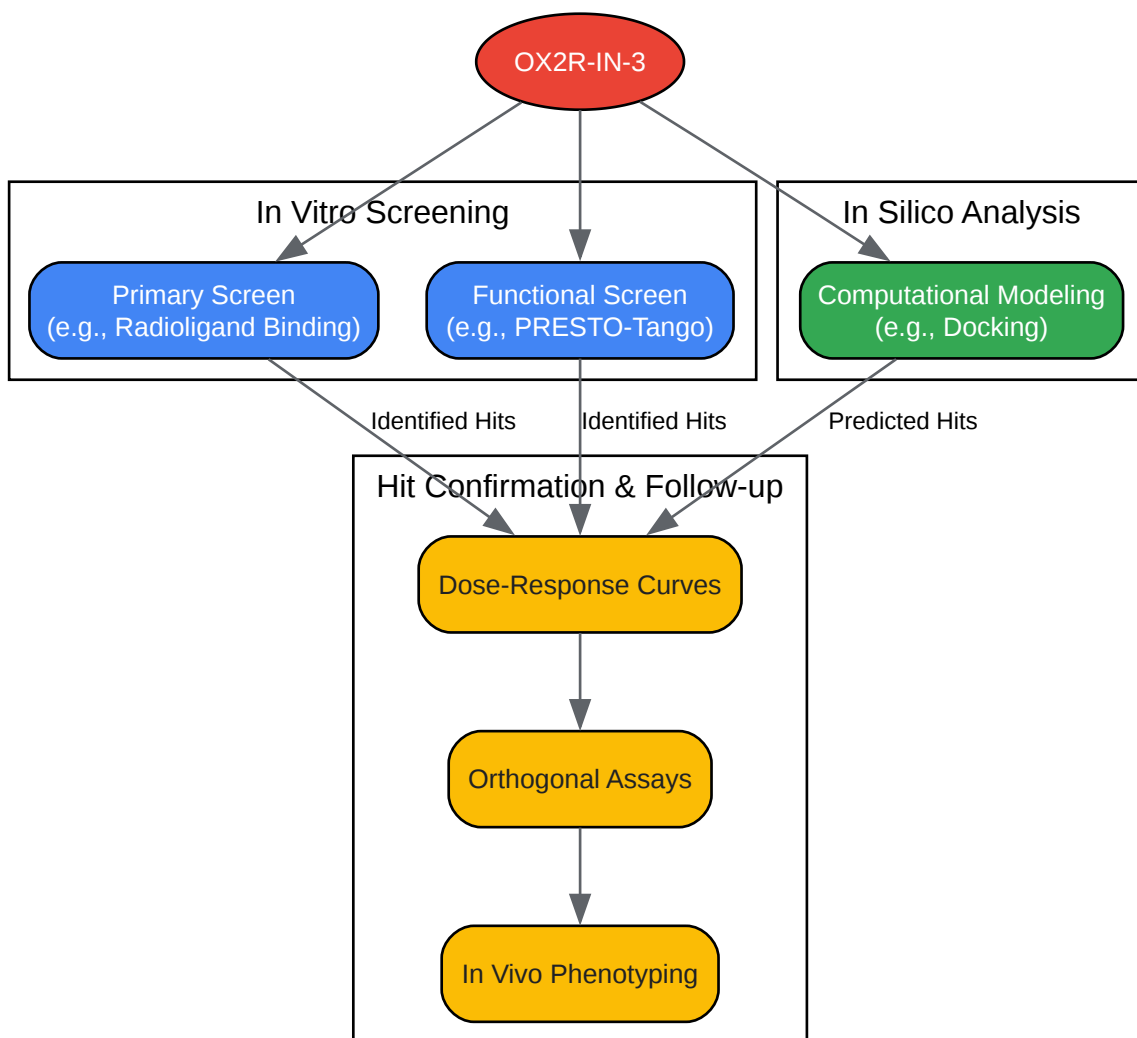 OX2R-IN-3
In Vitro Screening
In Silico Analysis
Primary Screen
(e.g., Radioligand Binding)
Functional Screen
(e.g., PRESTO-Tango)
Computational Modeling
(e.g., Docking)
Identified Hits
Identified Hits
Predicted Hits
Hit Confirmation & Follow-up
Dose-Response Curves
Orthogonal Assays
In Vivo Phenotyping